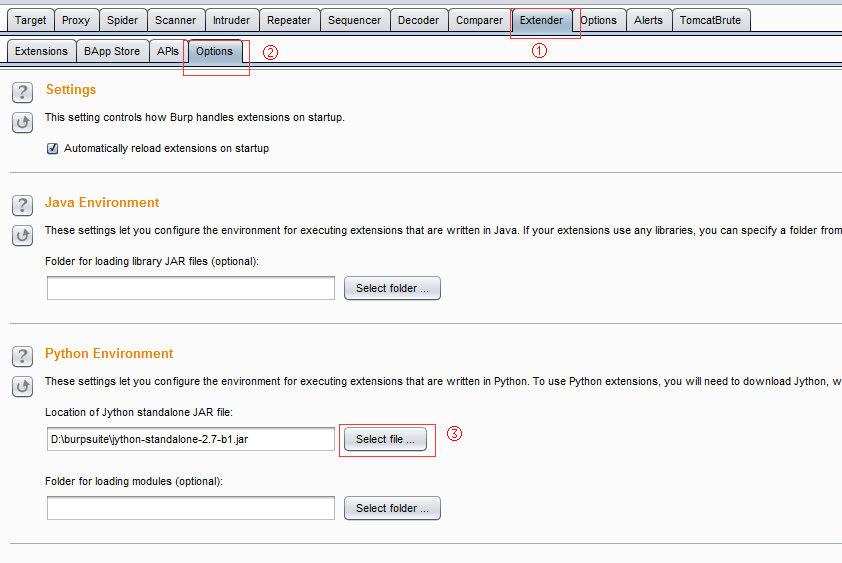 Target Proxy Spider Scanner Intruder Repeater Sequencer Decoder Comparer Extender Options Alerts TomcatBrute
①
Extensions BApp Store APIs Options ②
? Settings
This setting controls how Burp handles extensions on startup.
Automatically reload extensions on startup
? Java Environment
These settings let you configure the environment for executing extensions that are written in Java. If your extensions use any libraries, you can specify a folder from
Folder for loading library JAR files (optional):
Select folder ...
? Python Environment
These settings let you configure the environment for executing extensions that are written in Python. To use Python extensions, you will need to download Jython, w
Location of Jython standalone JAR file:
D:\burpsuite\jython-standalone-2.7-b1.jar Select file ... ③
Folder for loading modules (optional):
Select folder ...